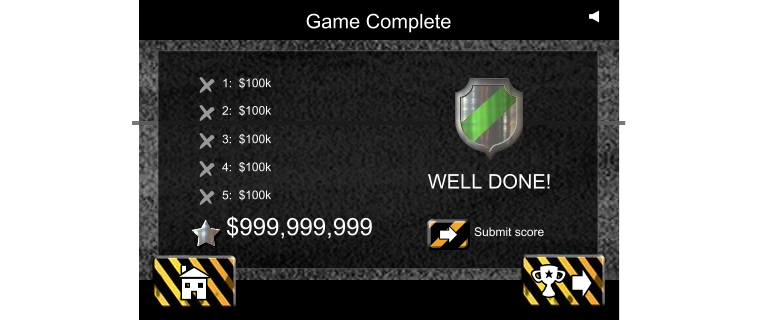 Game Complete
1: $100k
2: $100k
3: $100k
4: $100k
5: $100k
$999,999,999
WELL DONE!
Submit score